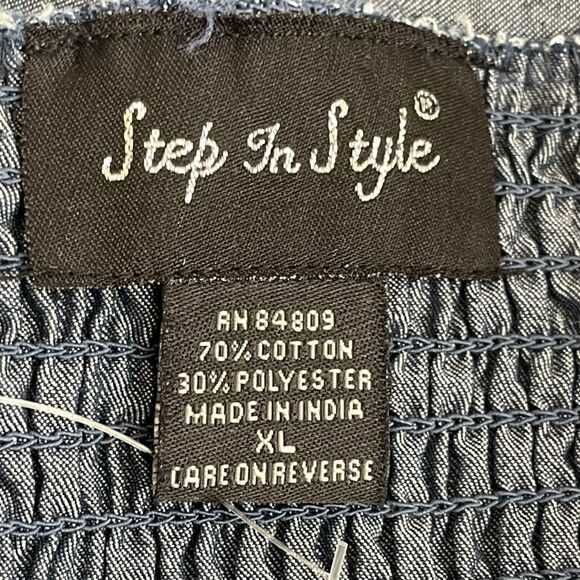 Step In Style®
RN 84809
70% COTTON
30% POLYESTER
MADE IN INDIA
XL
CARE ON REVERSE